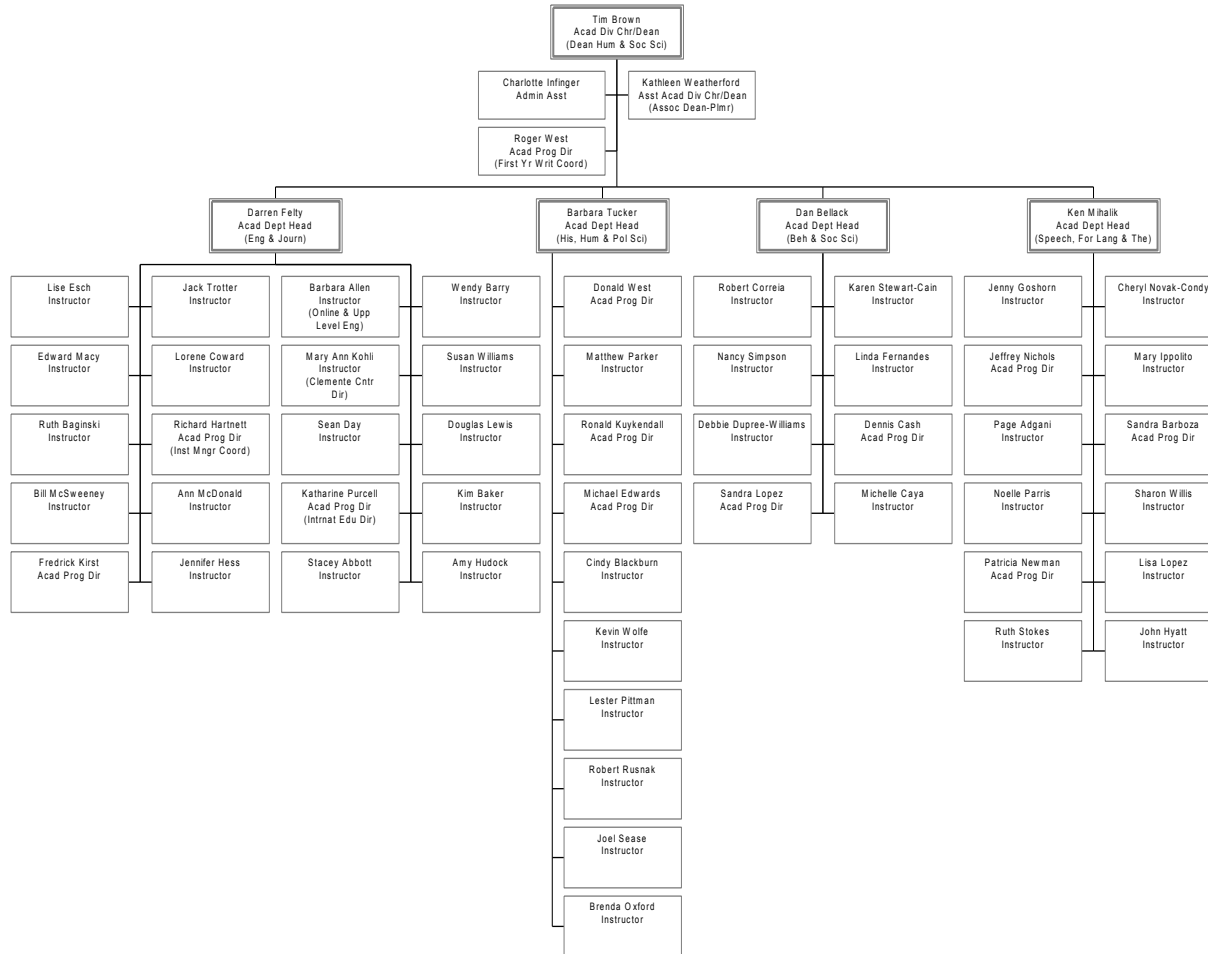 Tim Brown
Acad Div Chr/Dean
(Dean Hum & Soc Sci)
Charlotte Infinger
Admin Asst
Kathleen Weatherford
Asst Acad Div Chr/Dean
(Assoc Dean-Plmr)
Roger West
Acad Prog Dir
(First Yr Writ Coord)
Darren Felty
Acad Dept Head
(Eng & Journ)
Barbara Tucker
Acad Dept Head
(His, Hum & Pol Sci)
Dan Bellack
Acad Dept Head
(Beh & Soc Sci)
Ken Mihalik
Acad Dept Head
(Speech, For Lang & The)
Lise Esch
Instructor
Jack Trotter
Instructor
Barbara Allen
Instructor
(Online & Upp
Level Eng)
Wendy Barry
Instructor
Donald West
Acad Prog Dir
Robert Correia
Instructor
Karen Stewart-Cain
Instructor
Jenny Goshorn
Instructor
Cheryl Novak-Condy
Instructor
Edward Macy
Instructor
Lorene Coward
Instructor
Mary Ann Kohli
Instructor
(Clemente Cntr
Dir)
Susan Williams
Instructor
Matthew Parker
Instructor
Nancy Simpson
Instructor
Linda Fernandes
Instructor
Jeffrey Nichols
Acad Prog Dir
Mary Ippolito
Instructor
Ruth Baginski
Instructor
Richard Hartnett
Acad Prog Dir
(Inst Mngr Coord)
Sean Day
Instructor
Douglas Lewis
Instructor
Ronald Kuykendall
Acad Prog Dir
Debbie Dupree-Williams
Instructor
Dennis Cash
Acad Prog Dir
Page Adgani
Instructor
Sandra Barboza
Acad Prog Dir
Bill McSweeney
Instructor
Ann McDonald
Instructor
Katharine Purcell
Acad Prog Dir
(Intrnat Edu Dir)
Kim Baker
Instructor
Michael Edwards
Acad Prog Dir
Sandra Lopez
Acad Prog Dir
Michelle Caya
Instructor
Noelle Parris
Instructor
Sharon Willis
Instructor
Fredrick Kirst
Acad Prog Dir
Jennifer Hess
Instructor
Stacey Abbott
Instructor
Amy Hudock
Instructor
Cindy Blackburn
Instructor
Patricia Newman
Acad Prog Dir
Lisa Lopez
Instructor
Kevin Wolfe
Instructor
Ruth Stokes
Instructor
John Hyatt
Instructor
Lester Pittman
Instructor
Robert Rusnak
Instructor
Joel Sease
Instructor
Brenda Oxford
Instructor